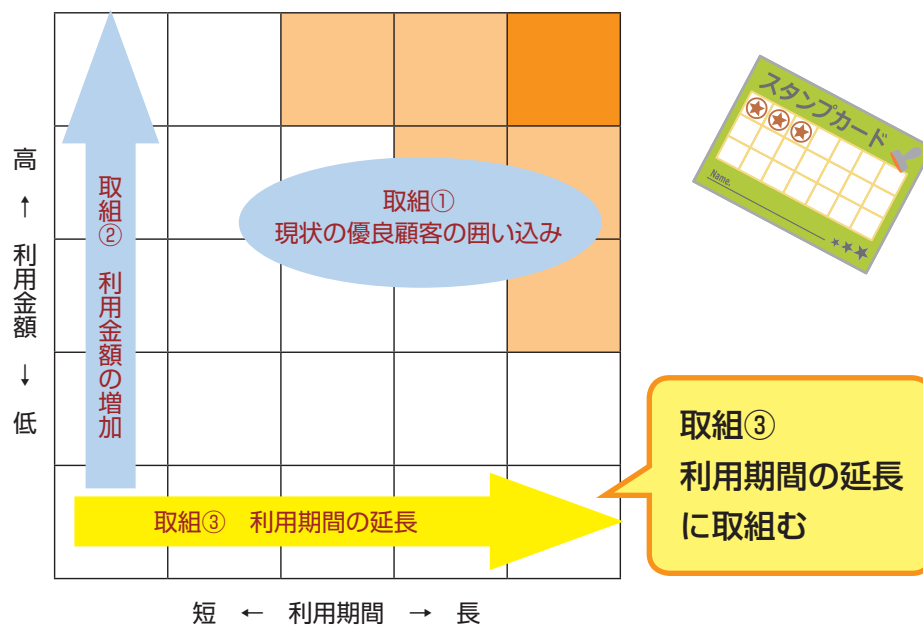 高 ↑ 利用金額 ↓ 低
取組② 利用金額の増加
取組①
現状の優良顧客の囲い込み
取組③ 利用期間の延長
短 ← 利用期間 → 長
スタンプカード
Name.
取組③
利用期間の延長
に取組む